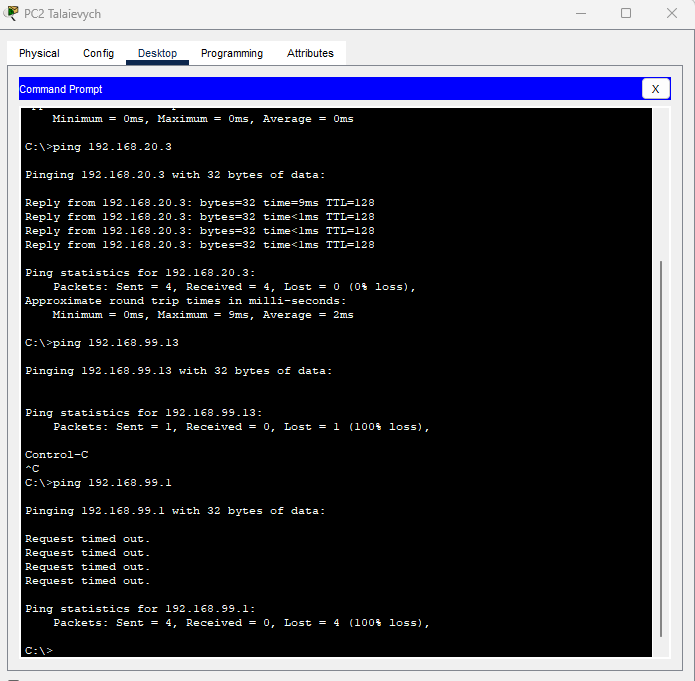 PC2 Talaievych
Physical Config Desktop Programming Attributes
Command Prompt X
Minimum = 0ms, Maximum = 0ms, Average = 0ms
C:\>ping 192.168.20.3
Pinging 192.168.20.3 with 32 bytes of data:
Reply from 192.168.20.3: bytes=32 time=9ms TTL=128
Reply from 192.168.20.3: bytes=32 time<1ms TTL=128
Reply from 192.168.20.3: bytes=32 time<1ms TTL=128
Reply from 192.168.20.3: bytes=32 time<1ms TTL=128
Ping statistics for 192.168.20.3:
Packets: Sent = 4, Received = 4, Lost = 0 (0% loss),
Approximate round trip times in milli-seconds:
Minimum = 0ms, Maximum = 9ms, Average = 2ms
C:\>ping 192.168.99.13
Pinging 192.168.99.13 with 32 bytes of data:
Ping statistics for 192.168.99.13:
Packets: Sent = 1, Received = 0, Lost = 1 (100% loss),
Control-C
^C
C:\>ping 192.168.99.1
Pinging 192.168.99.1 with 32 bytes of data:
Request timed out.
Request timed out.
Request timed out.
Request timed out.
Ping statistics for 192.168.99.1:
Packets: Sent = 4, Received = 0, Lost = 4 (100% loss),
C:\>